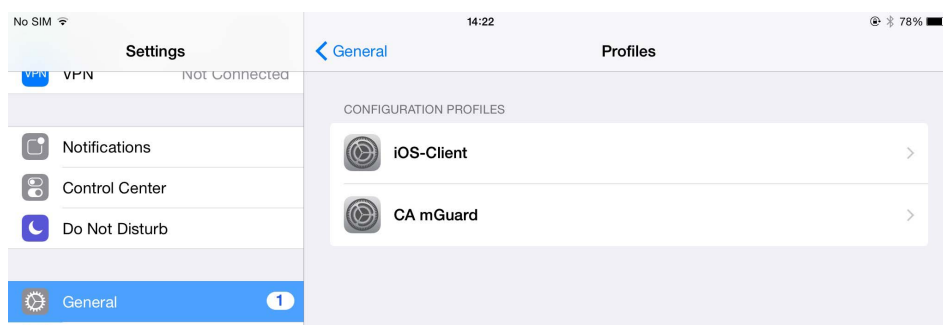 No SIM 14:22 78%
Settings
General
Profiles
VPN VPN Not Connected
CONFIGURATION PROFILES
iOS-Client
CA mGuard
Notifications
Control Center
Do Not Disturb
General 1